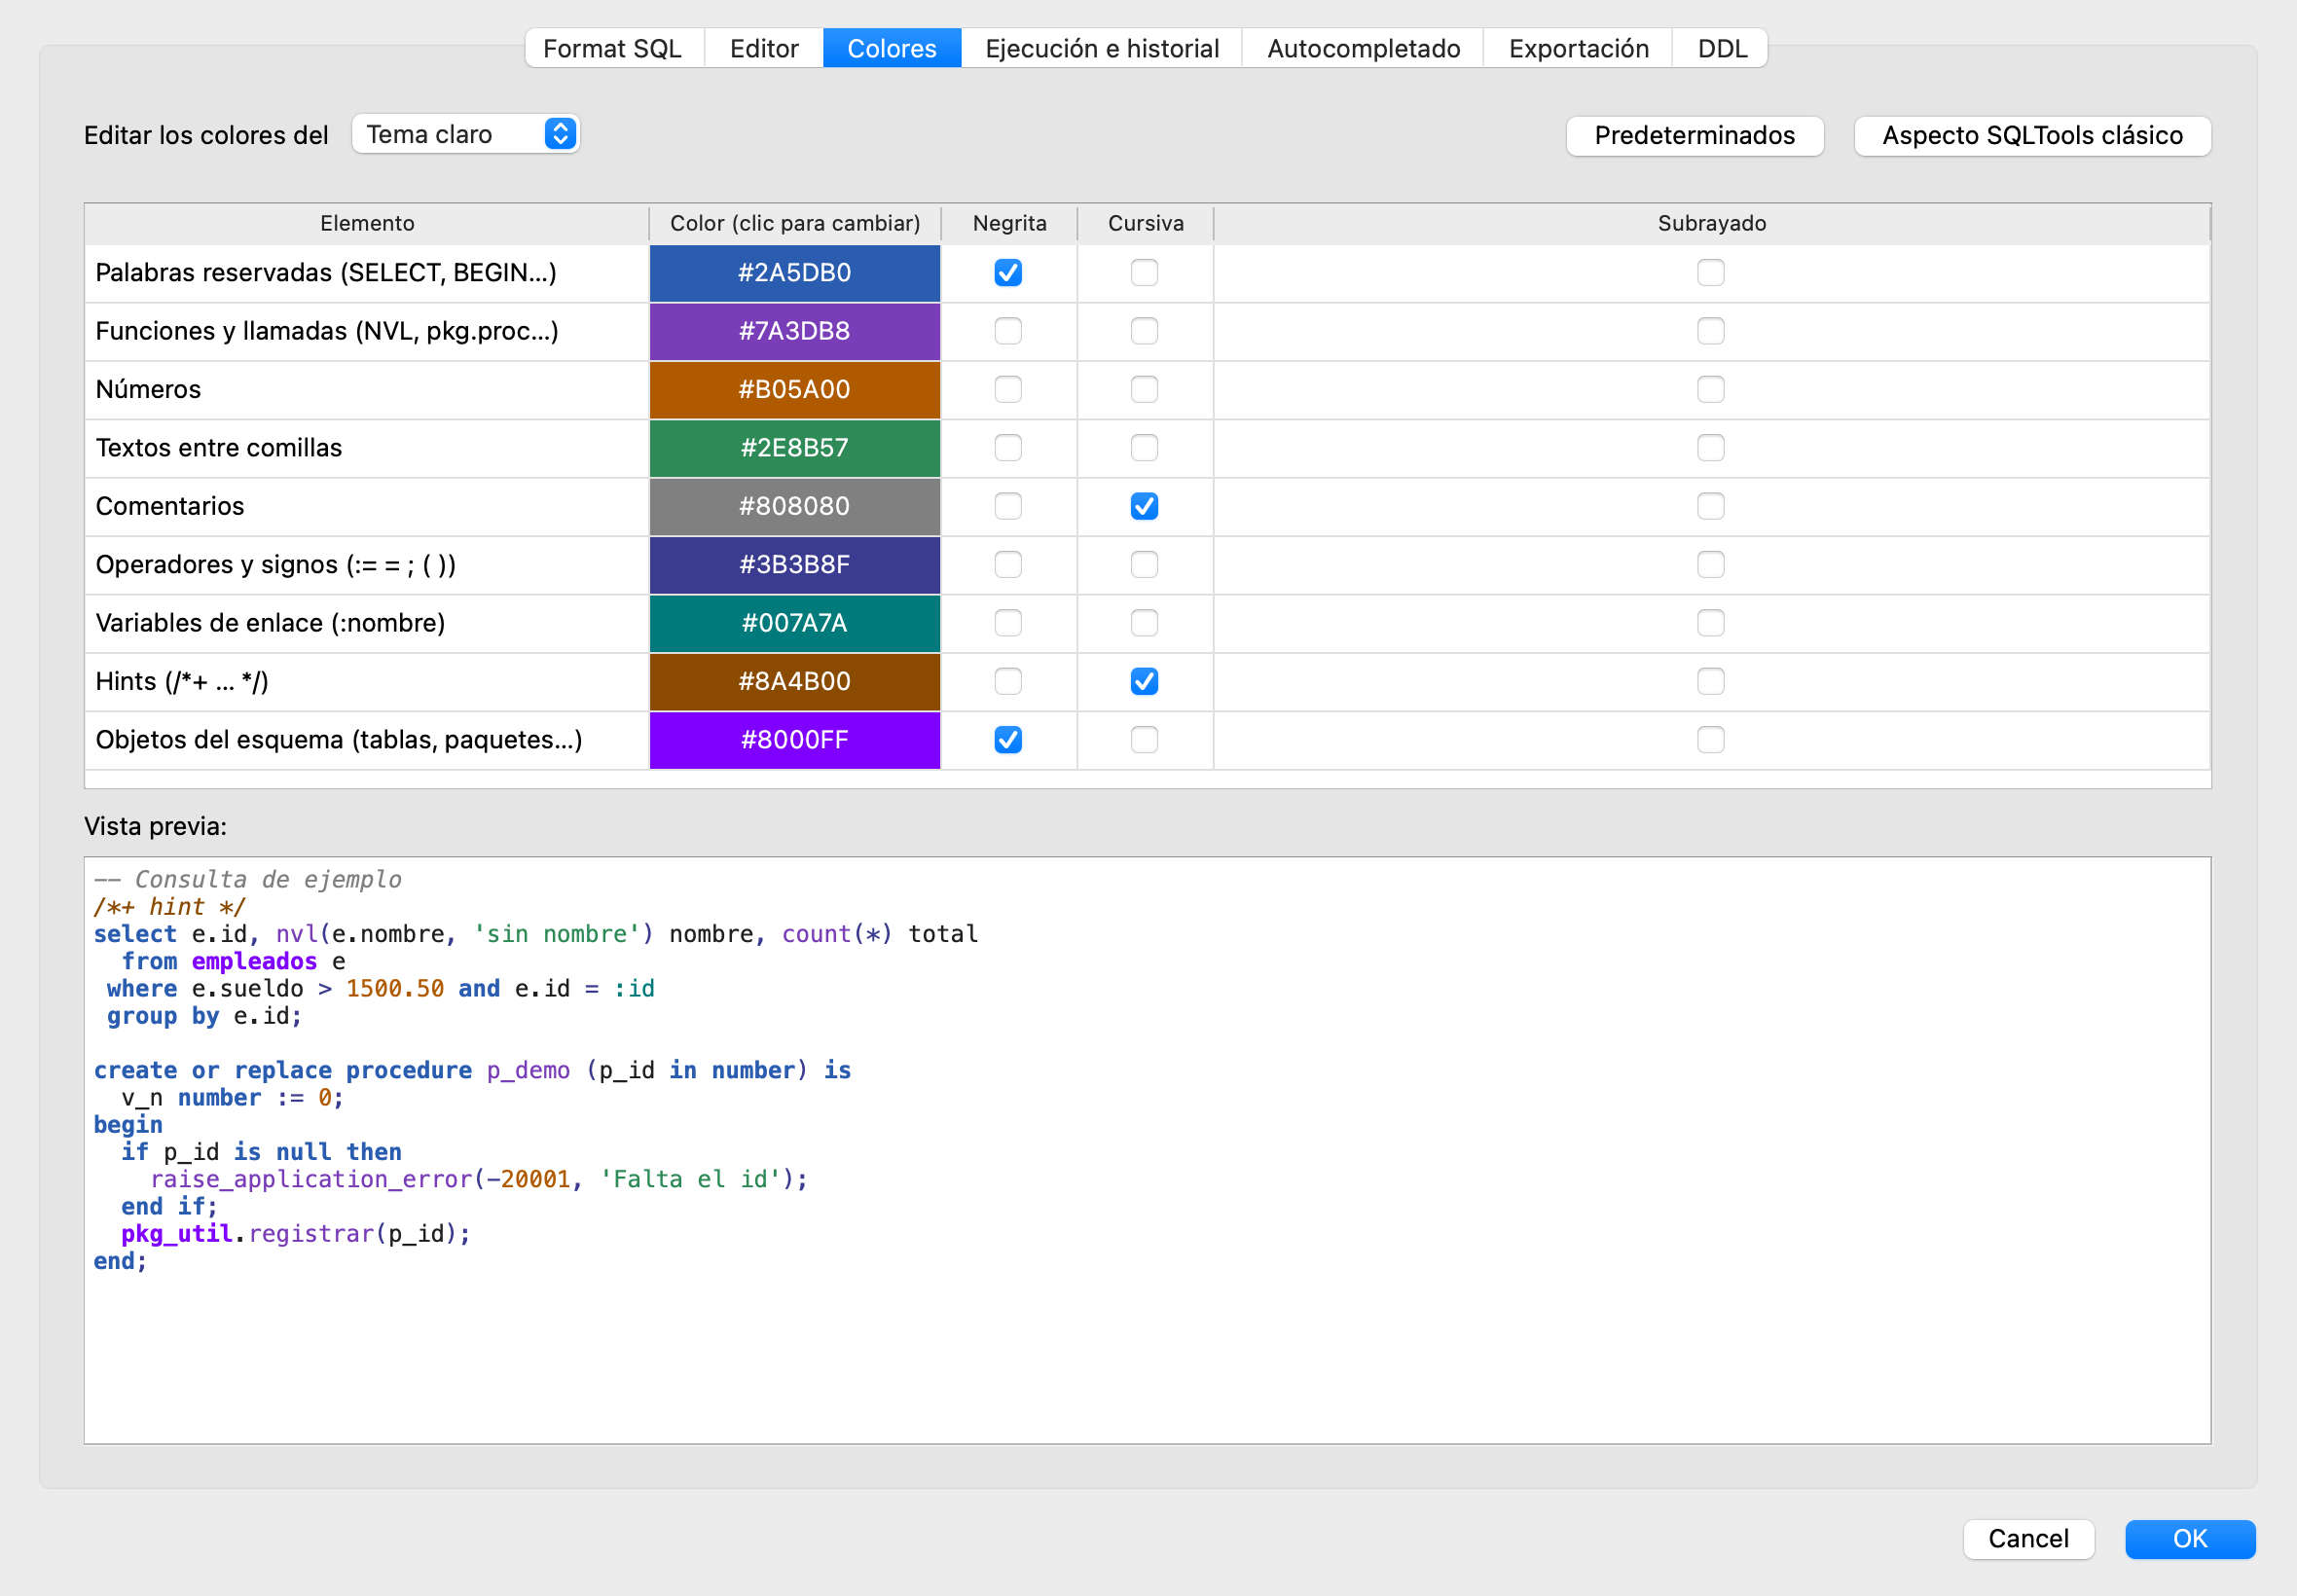 Format SQL Editor Colores Ejecución e historial Autocompletado Exportación DDL
Editar los colores del Tema claro Predeterminados Aspecto SQLTools clásico
Elemento Color (clic para cambiar) Negrita Cursiva Subrayado
Palabras reservadas (SELECT, BEGIN...) #2A5DB0
Funciones y llamadas (NVL, pkg.proc...) #7A3DB8
Números #B05A00
Textos entre comillas #2E8B57
Comentarios #808080
Operadores y signos (:= = ; ( )) #3B3B8F
Variables de enlace (:nombre) #007A7A
Hints (/*+ ... */) #8A4B00
Objetos del esquema (tablas, paquetes...) #8000FF
Vista previa:
-- Consulta de ejemplo
/*+ hint */
select e.id, nvl(e.nombre, 'sin nombre') nombre, count(*) total
  from empleados e
 where e.sueldo > 1500.50 and e.id = :id
 group by e.id;

create or replace procedure p_demo (p_id in number) is
  v_n number := 0;
begin
  if p_id is null then
    raise_application_error(-20001, 'Falta el id');
  end if;
  pkg_util.registrar(p_id);
end;
Cancel OK